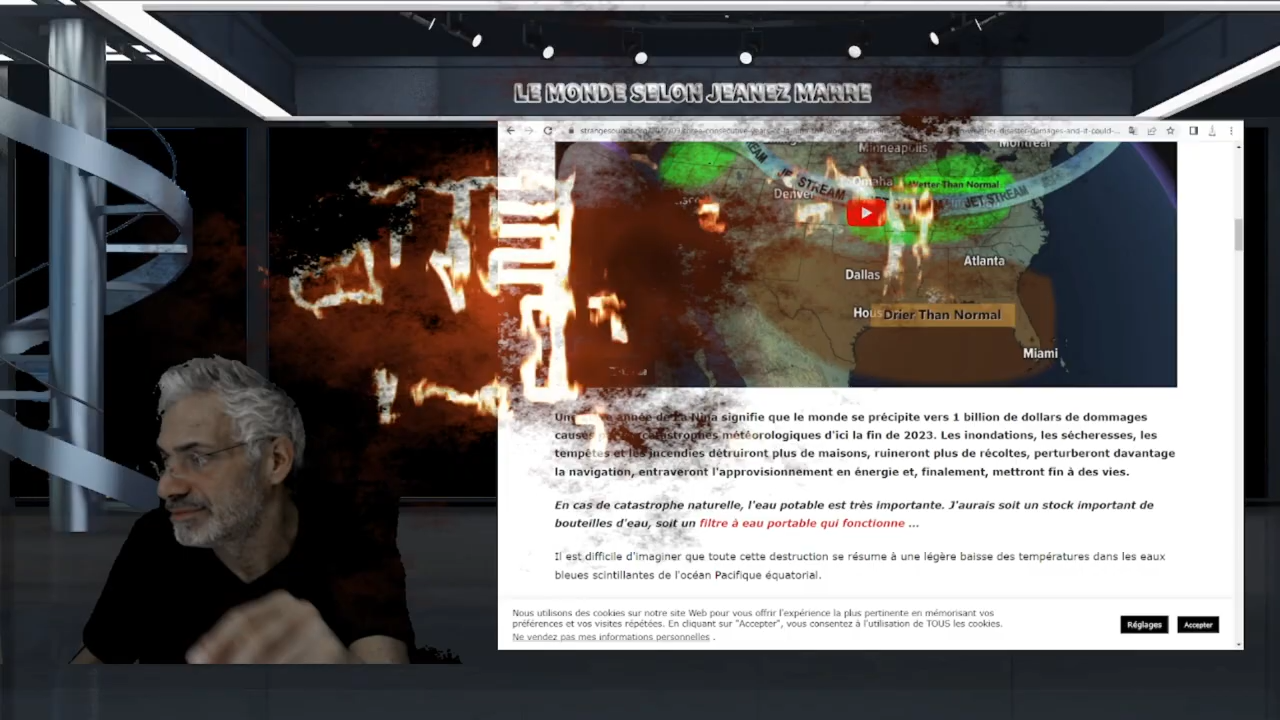 LE MONDE SELON JEANEZ MARRE
Minneapolis
Montreal
JET STREAM
Omaha
Wetter Than Normal
Denver
JET STREAM
Atlanta
Dallas
Hous
Drier Than Normal
Miami
année de La Nina signifie que le monde se précipite vers 1 billion de dollars de dommages
causés catastrophes météorologiques d'ici la fin de 2023. Les inondations, les sécheresses, les
tempêtes et les incendies détruiront plus de maisons, ruineront plus de récoltes, perturberont davantage
la navigation, entraveront l'approvisionnement en énergie et, finalement, mettront fin à des vies.
En cas de catastrophe naturelle, l'eau potable est très importante. J'aurais soit un stock important de
bouteilles d'eau, soit un filtre à eau portable qui fonctionne ...
Il est difficile d'imaginer que toute cette destruction se résume à une légère baisse des températures dans les eaux
bleues scintillantes de l'océan Pacifique équatorial.
Nous utilisons des cookies sur notre site Web pour vous offrir l'expérience la plus pertinente en mémorisant vos
préférences et vos visites répétées. En cliquant sur "Accepter", vous consentez à l'utilisation de TOUS les cookies.
Ne vendez pas mes informations personnelles .
Réglages
Accepter